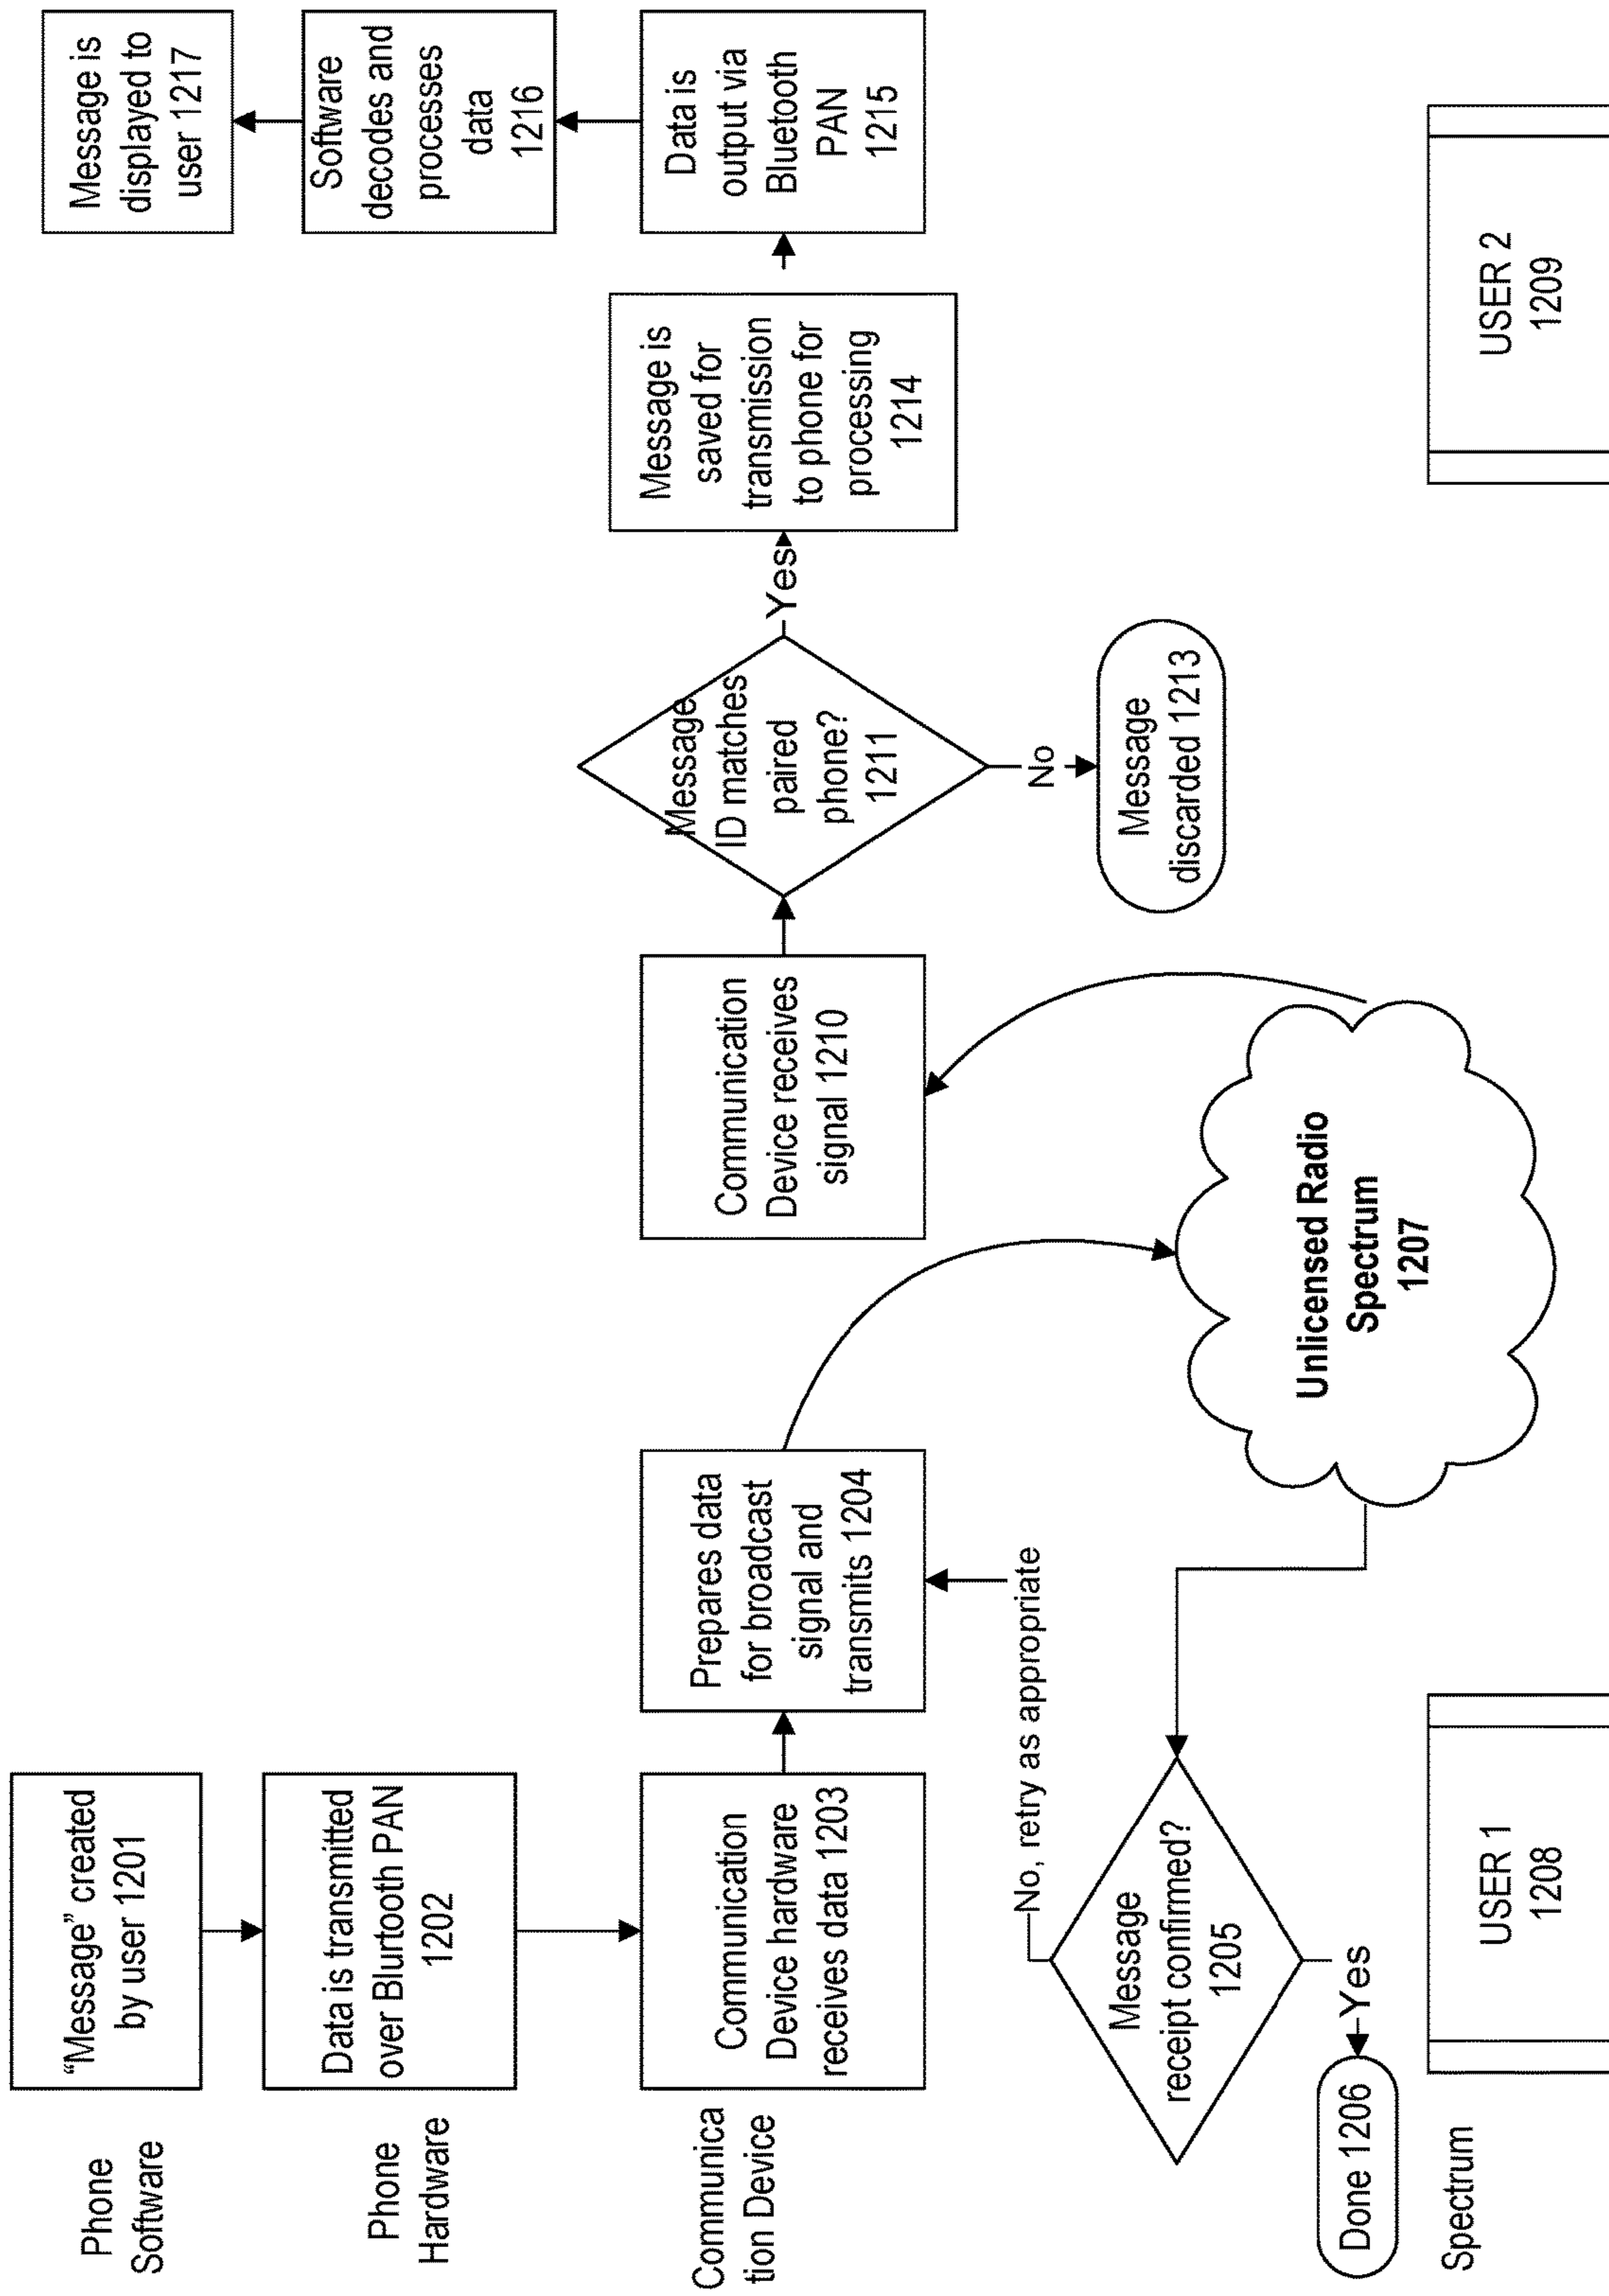 Phone
Software
“Message” created
by user 1201
Message is
displayed to
user 1217
Phone
Hardware
Data is transmitted
over Blurtooth PAN
1202
Software
decodes and
processes
data
1216
Communica
tion Device
Communication
Device hardware
receives data 1203
Prepares data
for broadcast
signal and
transmits 1204
Communication
Device receives
signal 1210
Message
ID matches
paired
phone?
1211
Yes
Message is
saved for
transmission
to phone for
processing
1214
Data is
output via
Bluetooth
PAN
1215
No, retry as appropriate
No
Message
receipt confirmed?
1205
Message
discarded 1213
Yes
Done 1206
Unlicensed Radio
Spectrum
1207
Spectrum
USER 1
1208
USER 2
1209